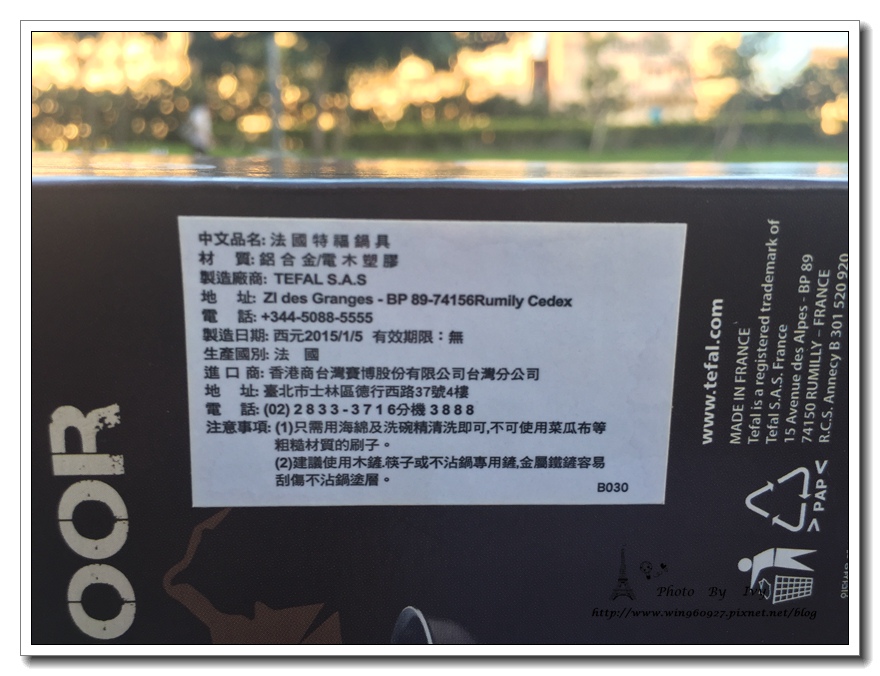 中文品名: 法國特福鍋具
材　質: 鋁合金/電木塑膠
製造廠商: TEFAL S.A.S
地　址: ZI des Granges - BP 89-74156Rumily Cedex
電　話: +344-5088-5555
製造日期: 西元2015/1/5 有效期限：無
生產國別: 法　國
進口商: 香港商台灣賽博股份有限公司台灣分公司
地　址: 臺北市士林區德行西路37號4樓
電　話: (02) 2833-3716分機3888
注意事項: (1)只需用海綿及洗碗精清洗即可,不可使用菜瓜布等
粗糙材質的刷子。
(2)建議使用木鏟.筷子或不沾鍋專用鏟,金屬鐵鏟容易
刮傷不沾鍋塗層。
B030
OOR
www.tefal.com
MADE IN FRANCE
Tefal is a registered trademark of
Tefal S.A.S. France
15 Avenue des Alpes - BP 89
74150 RUMILLY - FRANCE
R.C.S. Annecy B 301 520 920
> PAP <
Photo By Ivy
http://www.win960927.pixnet.net/blog